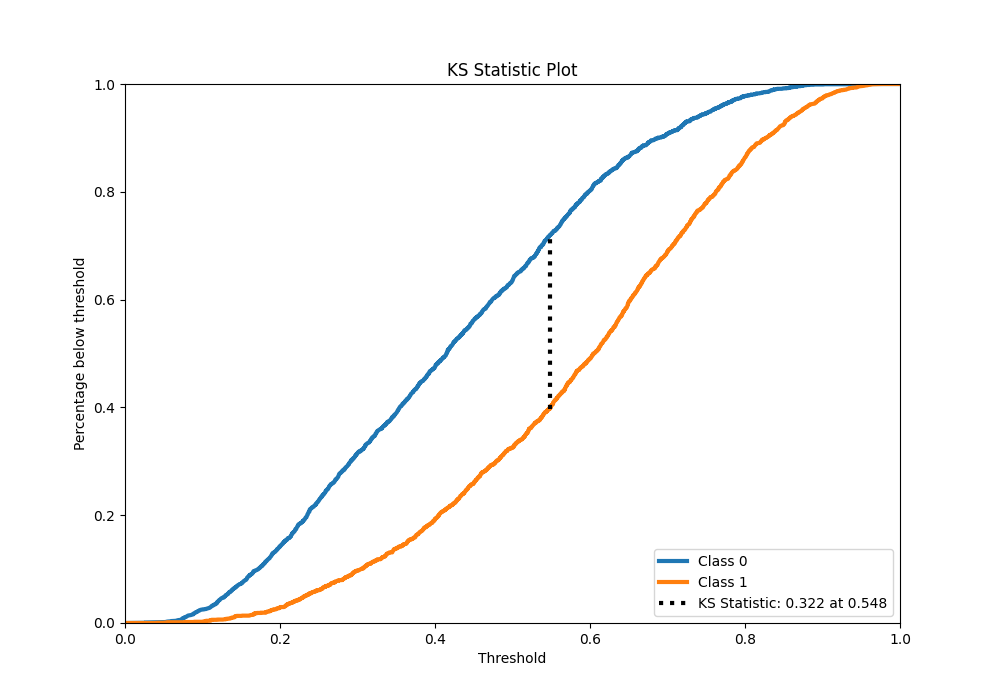 KS Statistic Plot
1.0
0.8
0.6
0.4
0.2
0.0
Percentage below threshold
0.0 0.2 0.4 0.6 0.8 1.0
Threshold
Class 0
Class 1
KS Statistic: 0.322 at 0.548